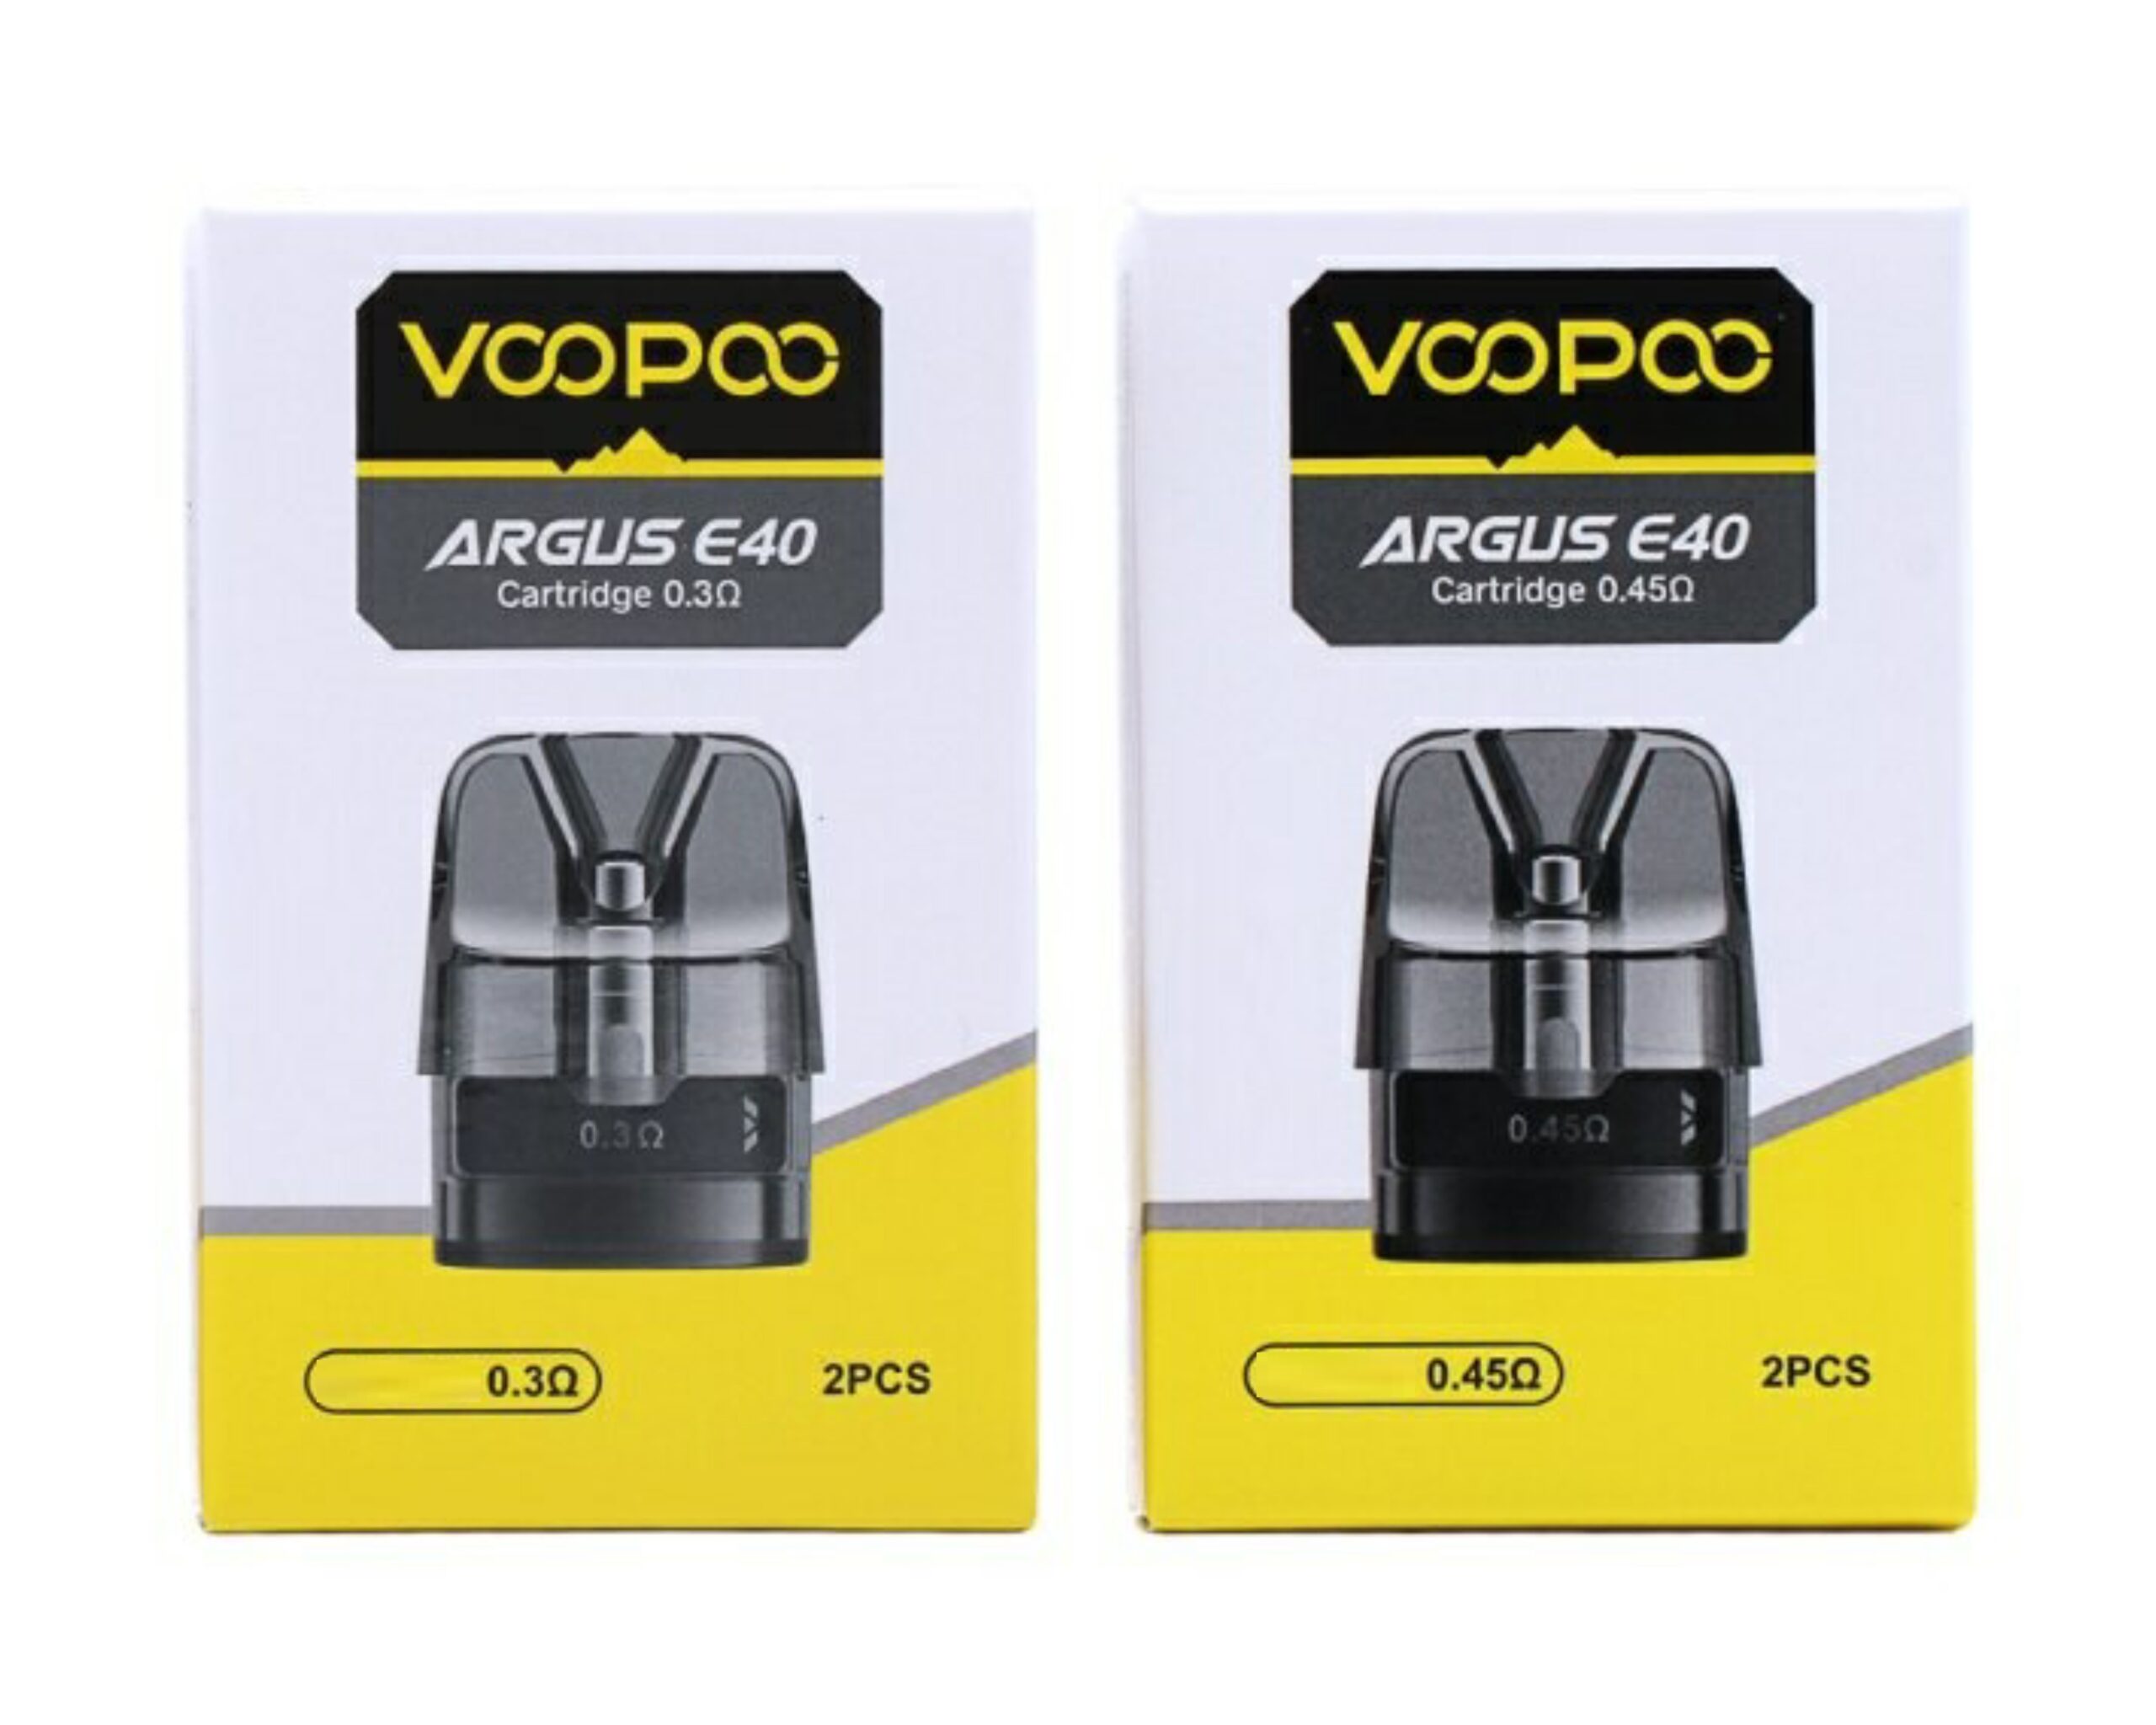 VOOPOO
ARGUS E40
Cartridge 0.3Ω
0.3Ω
0.3Ω
2PCS
VOOPOO
ARGUS E40
Cartridge 0.45Ω
0.45Ω
0.45Ω
2PCS